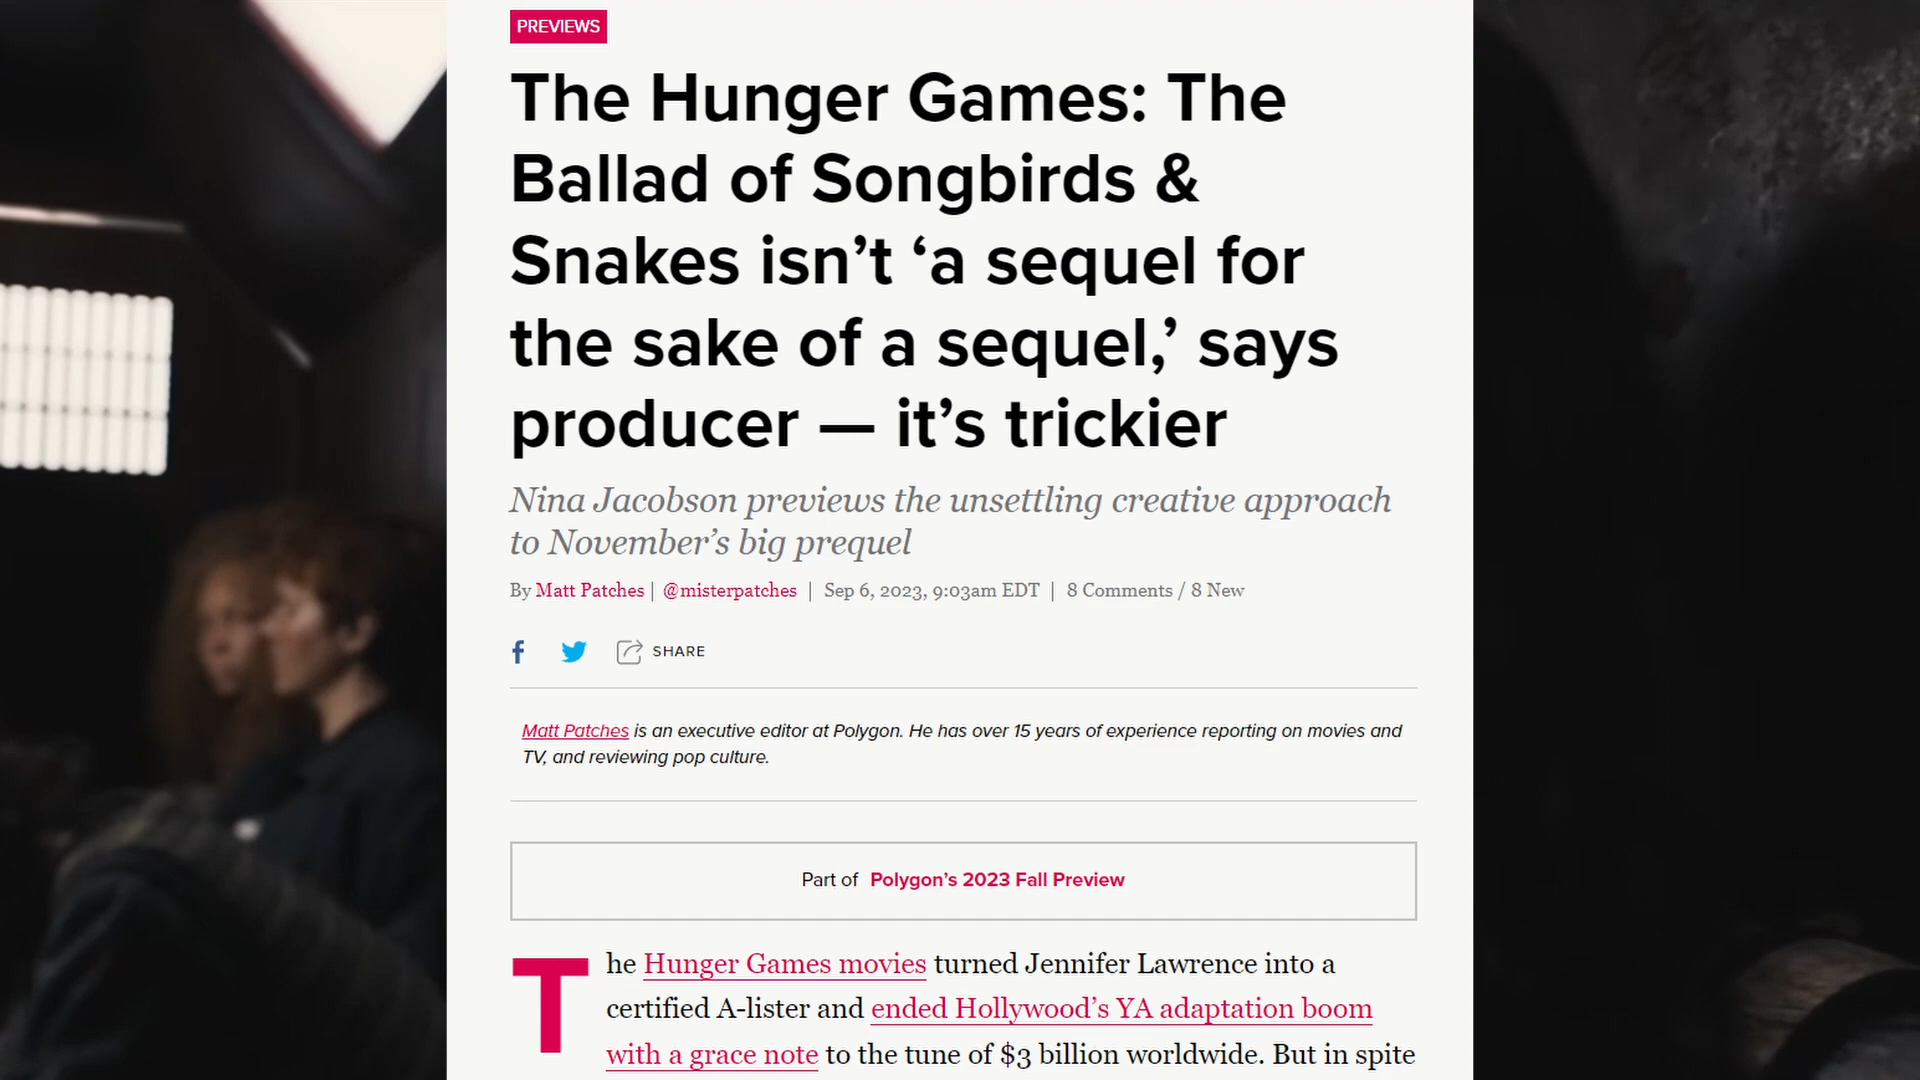 PREVIEWS
The Hunger Games: The
Ballad of Songbirds &
Snakes isn’t ‘a sequel for
the sake of a sequel,’ says
producer — it’s trickier
Nina Jacobson previews the unsettling creative approach
to November’s big prequel
By Matt Patches | @misterpatches | Sep 6, 2023, 9:03am EDT | 8 Comments / 8 New
SHARE
Matt Patches is an executive editor at Polygon. He has over 15 years of experience reporting on movies and
TV, and reviewing pop culture.
Part of Polygon’s 2023 Fall Preview
The Hunger Games movies turned Jennifer Lawrence into a
certified A-lister and ended Hollywood’s YA adaptation boom
with a grace note to the tune of $3 billion worldwide. But in spite